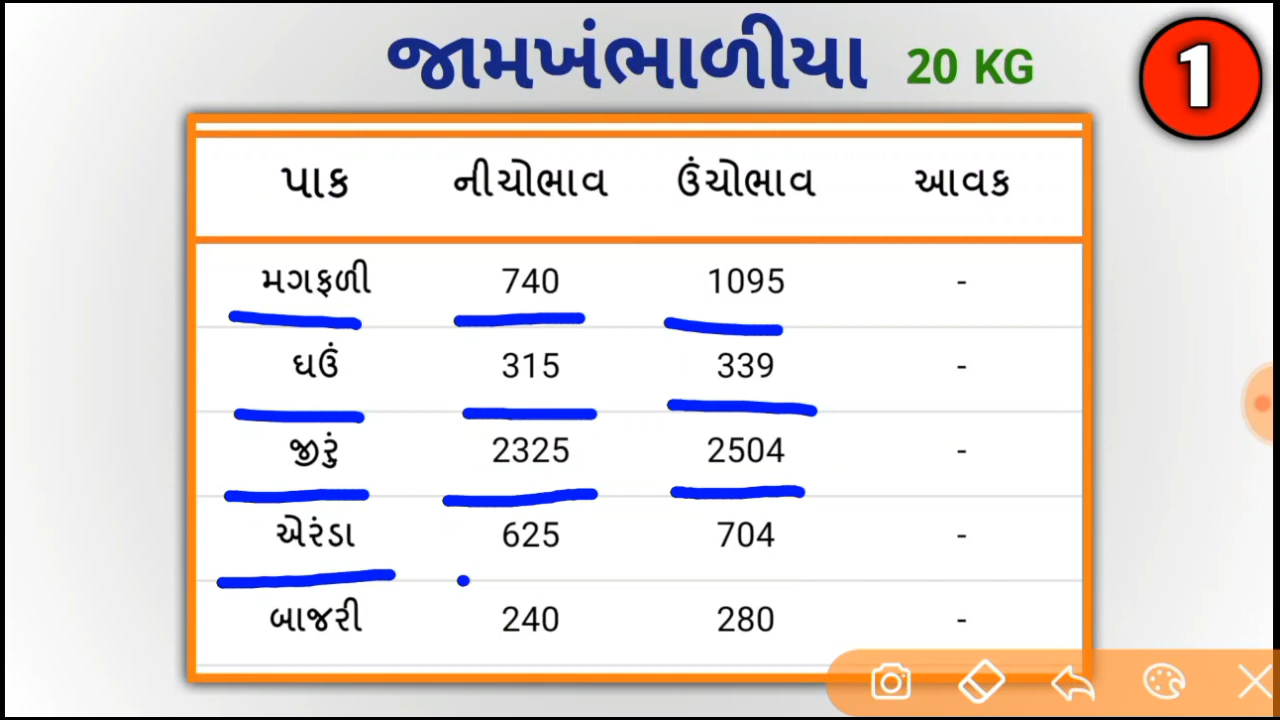 જામખંભાળીયા 20 KG
1
પાક નીચોભાવ ઉંચોભાવ આવક
મગફળી 740 1095 -
ઘઉં 315 339 -
જીરું 2325 2504 -
એરંડા 625 704 -
બાજરી 240 280 -